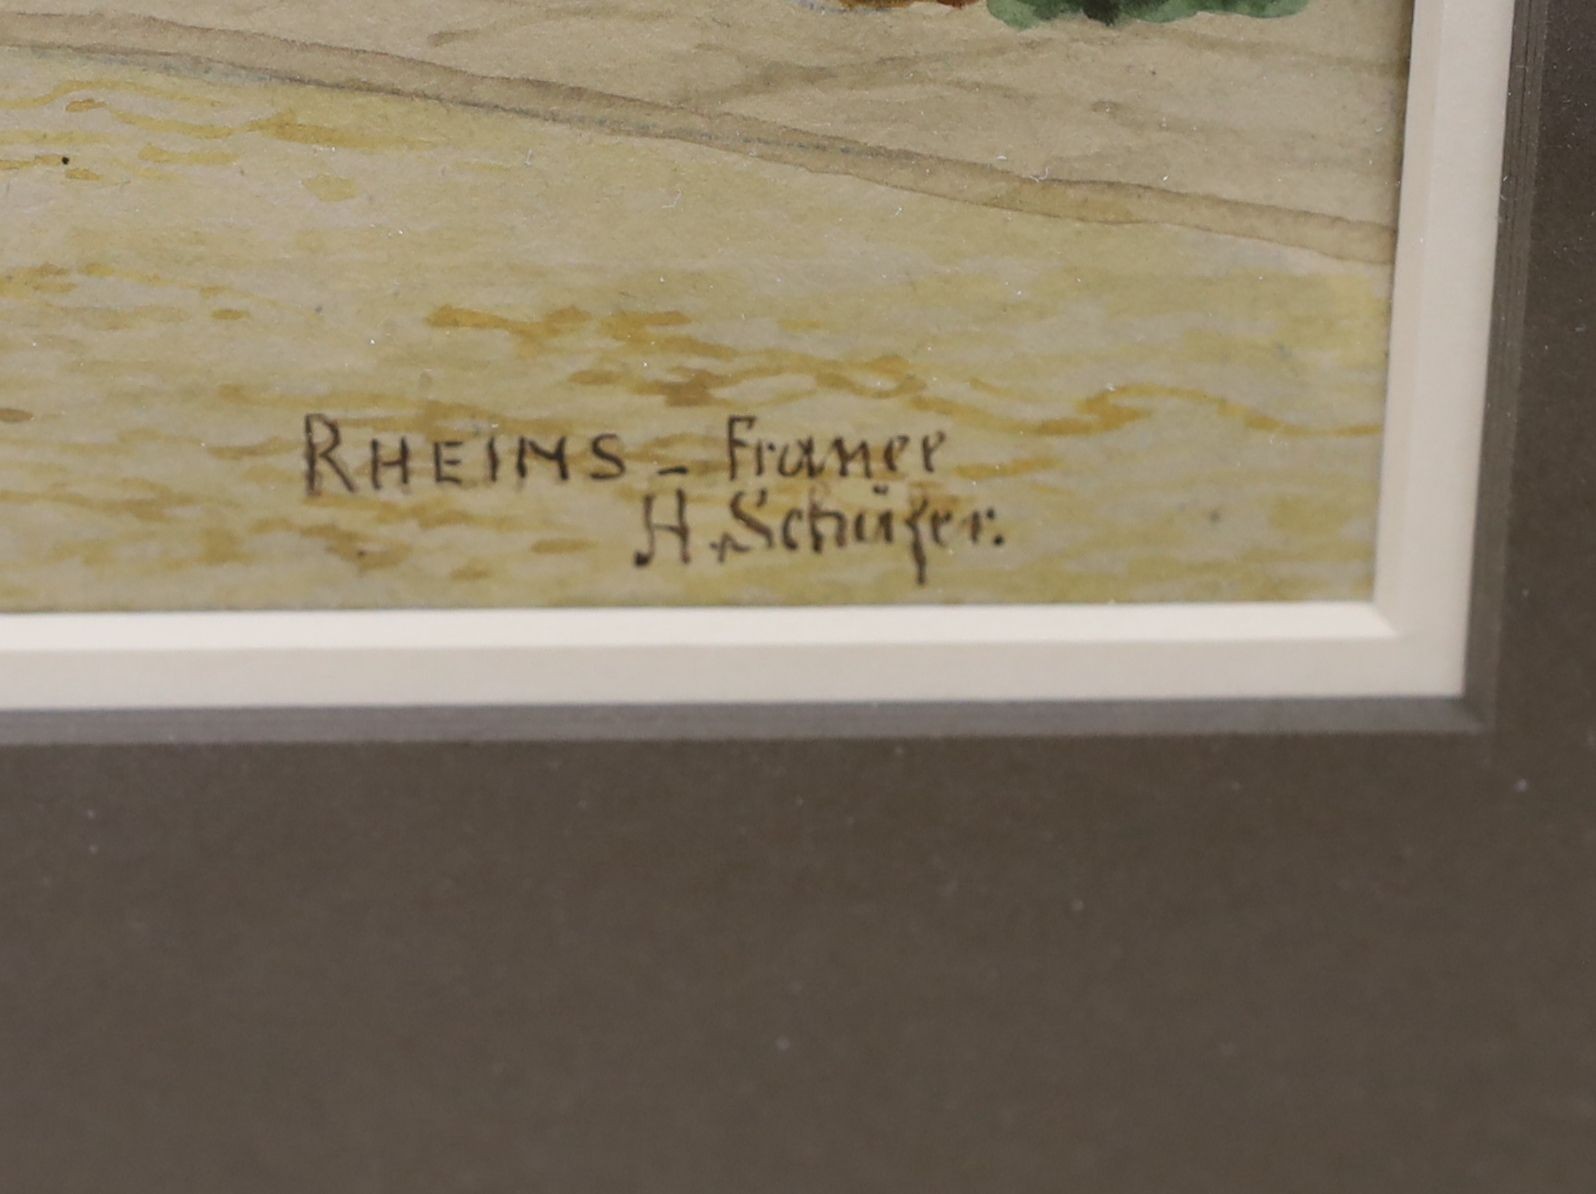 RHEIMS - France
H. Schäfer.